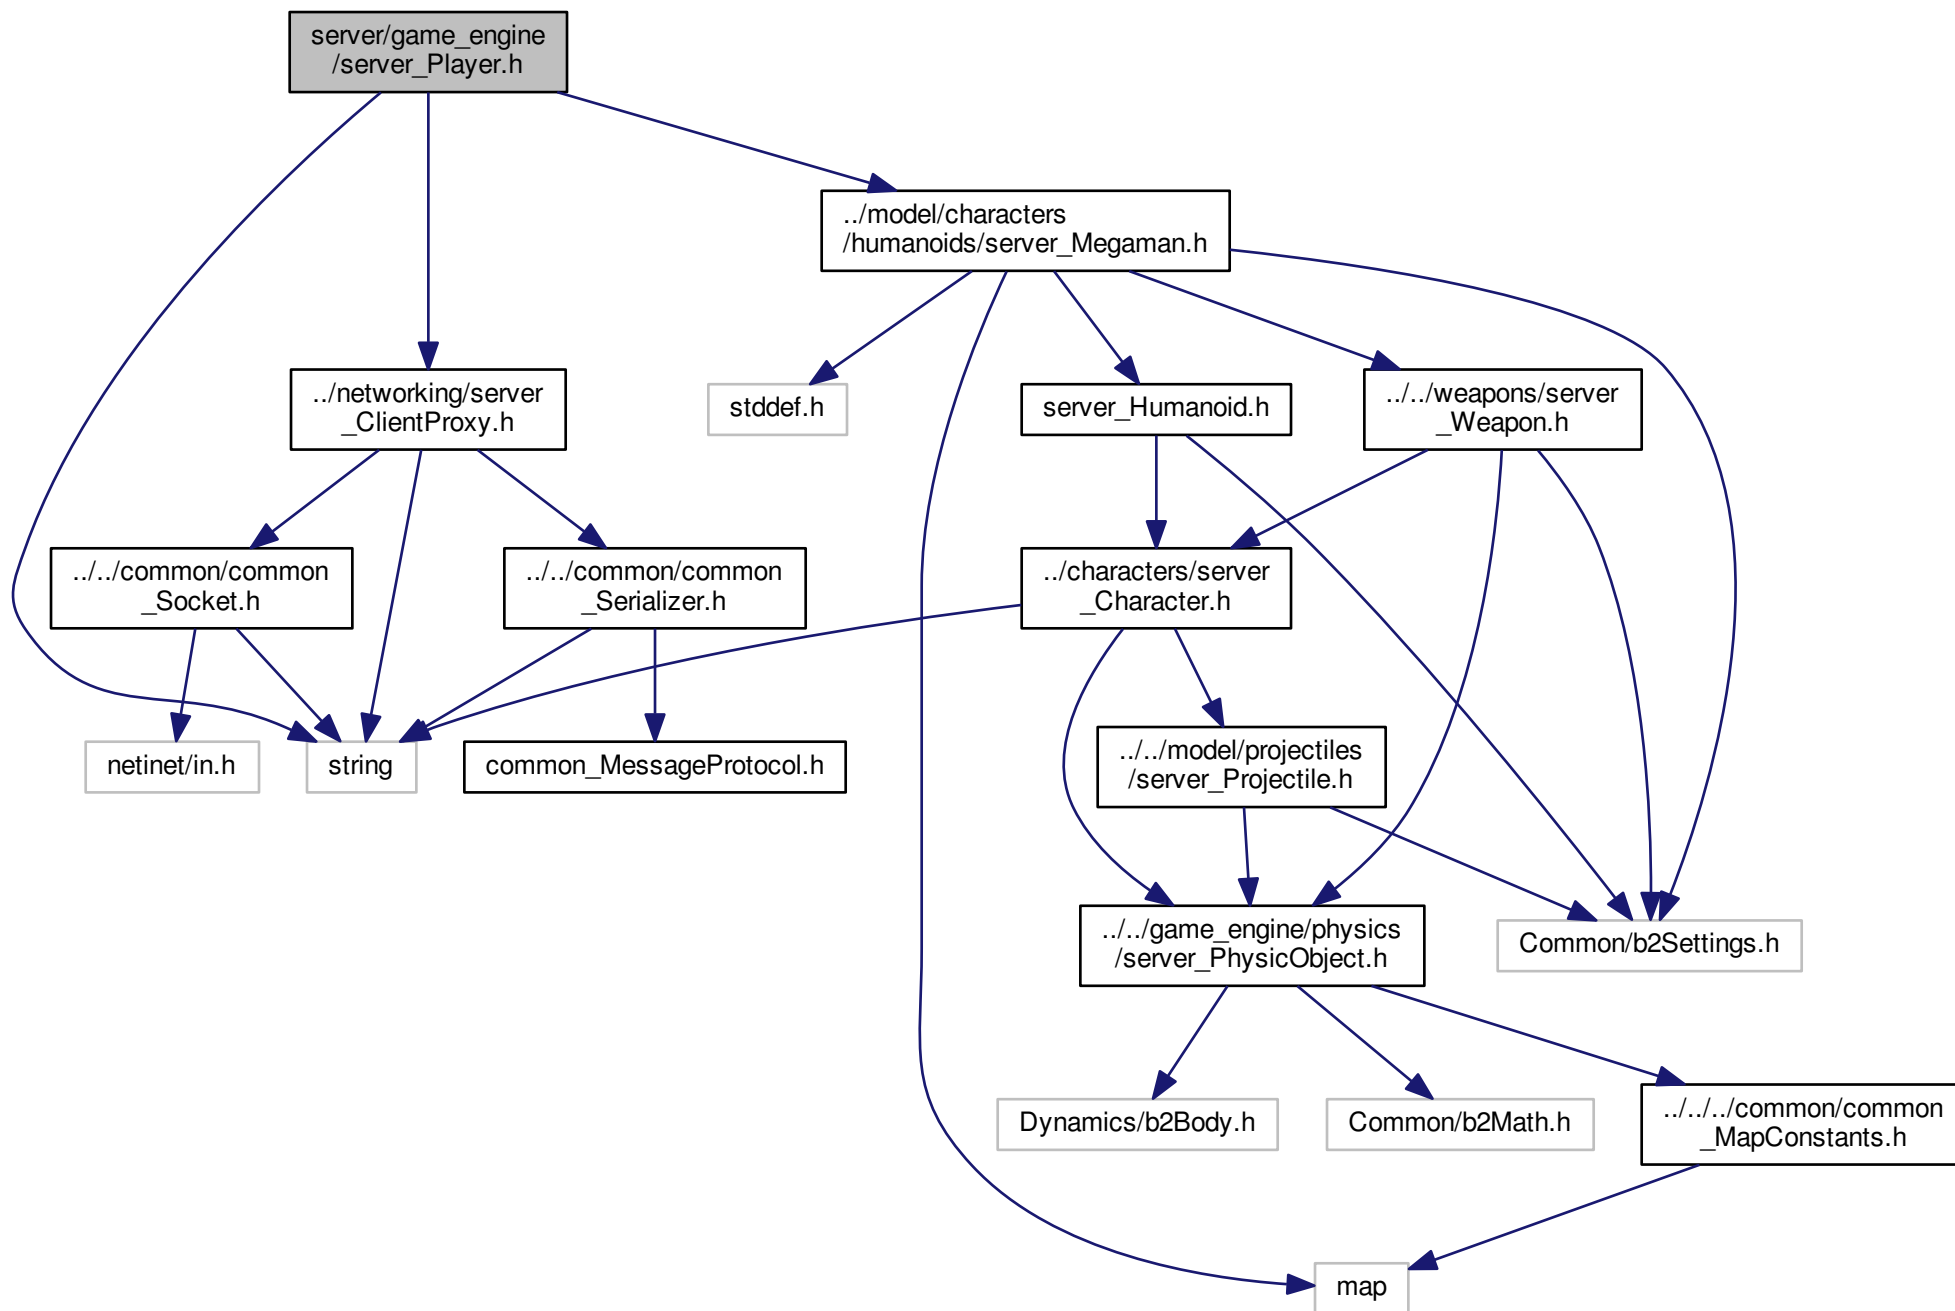 server/game_engine
/server_Player.h
../model/characters
/humanoids/server_Megaman.h
../networking/server
_ClientProxy.h
stddef.h
server_Humanoid.h
../../weapons/server
_Weapon.h
../../common/common
_Socket.h
../../common/common
_Serializer.h
../characters/server
_Character.h
netinet/in.h
string
common_MessageProtocol.h
../../model/projectiles
/server_Projectile.h
../../game_engine/physics
/server_PhysicObject.h
Common/b2Settings.h
Dynamics/b2Body.h
Common/b2Math.h
../../../common/common
_MapConstants.h
map